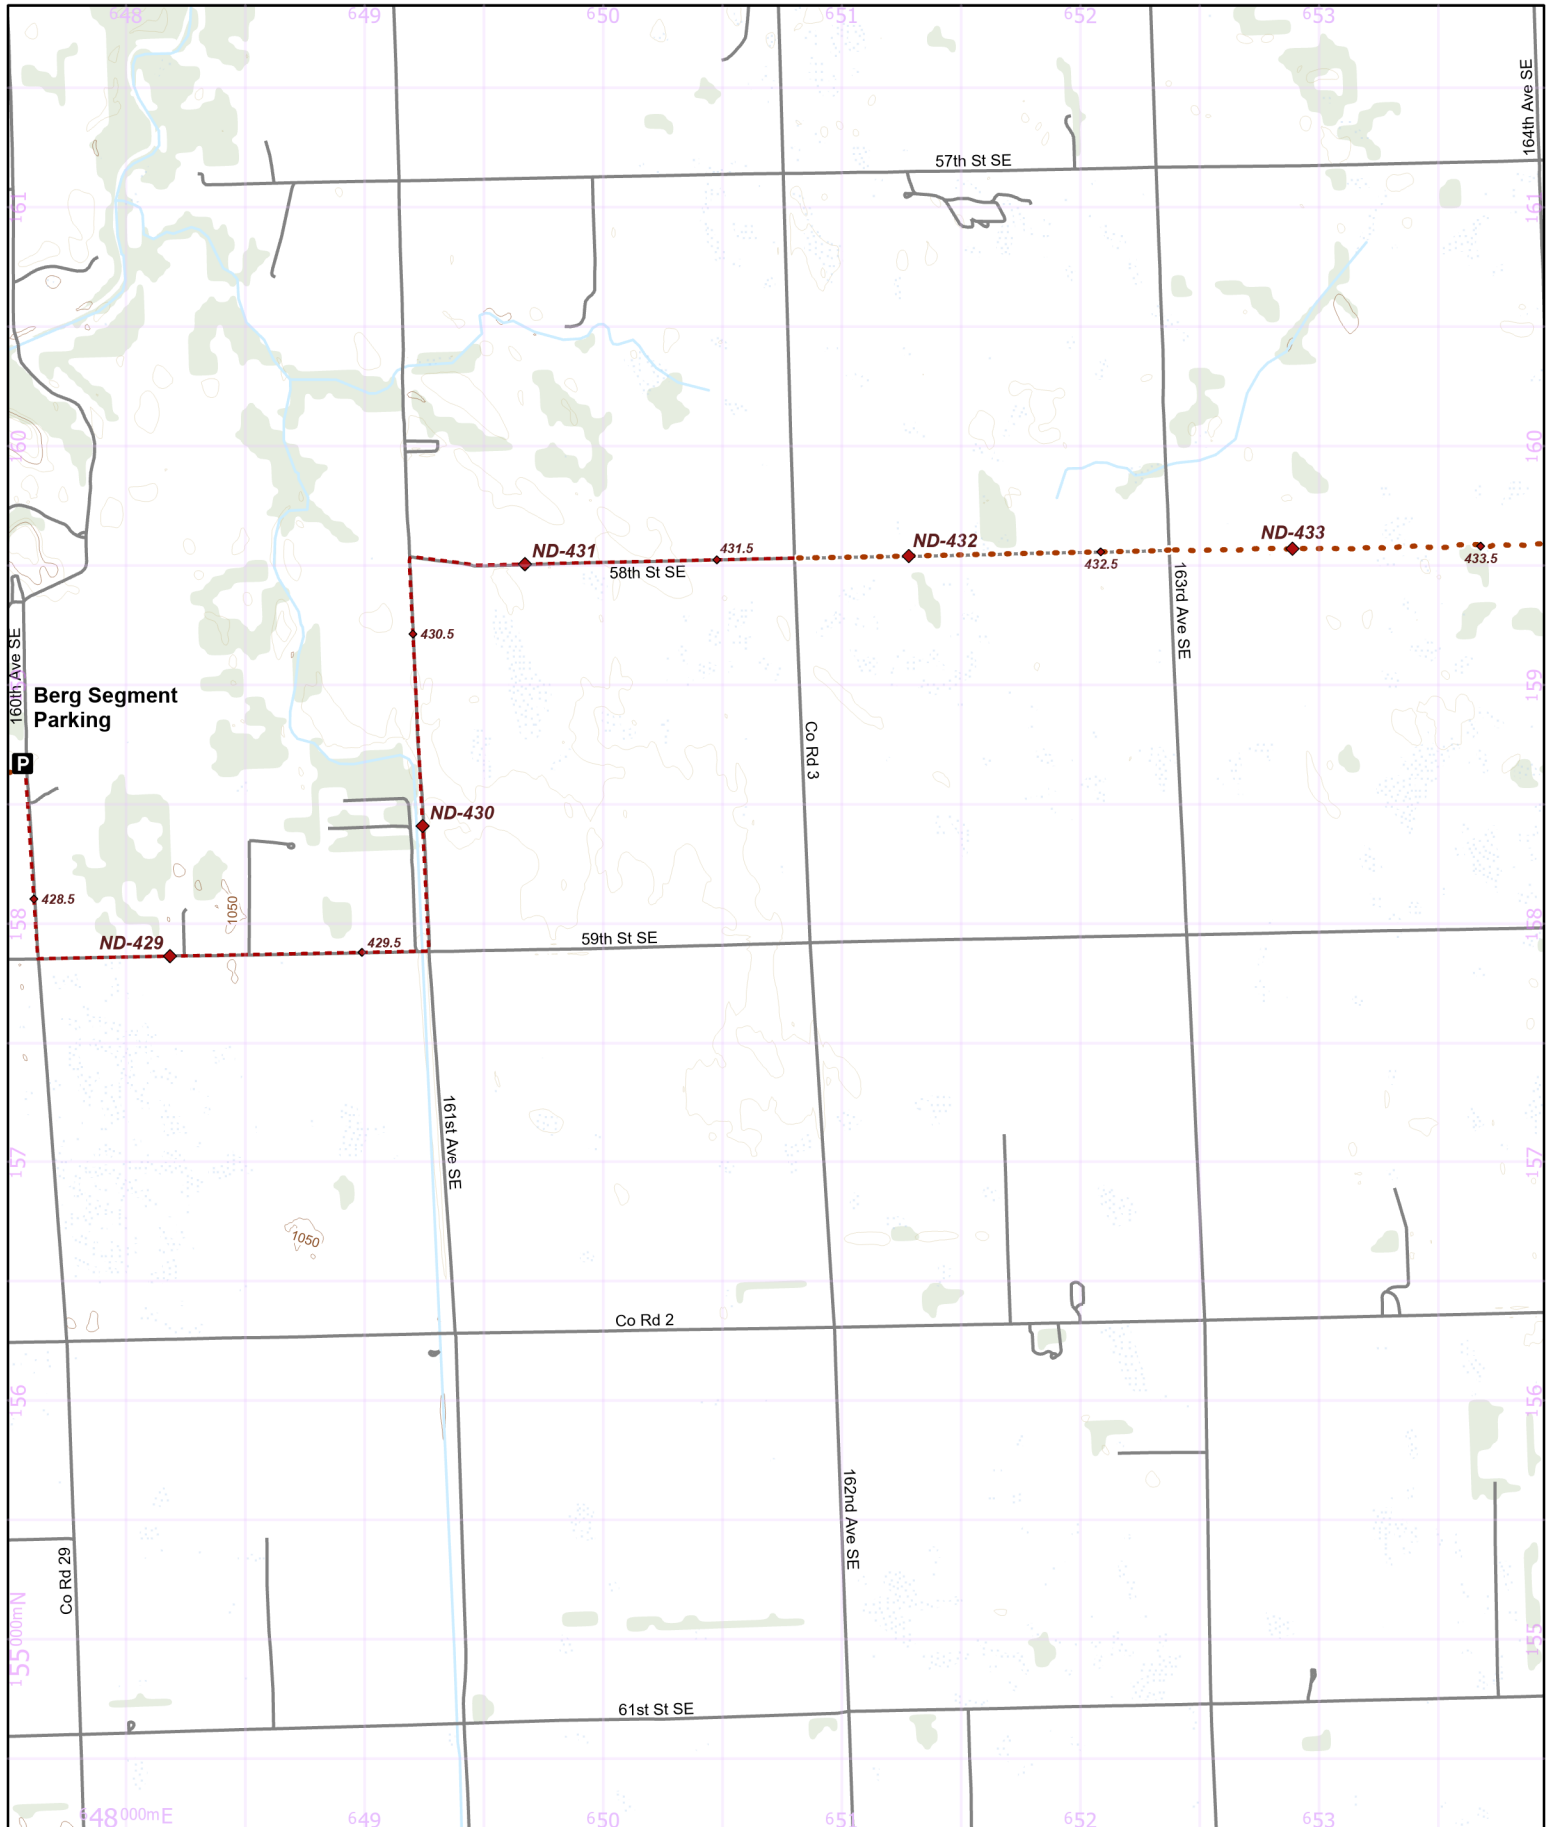 648
649
650
651
652
653
164th Ave SE
57th St SE
161
161
160
160
ND-431
431.5
58th St SE
ND-432
432.5
ND-433
433.5
163rd Ave SE
430.5
160th Ave SE
159
Berg Segment
Parking
Co Rd 3
ND-430
428.5
1050
158
158
ND-429
429.5
59th St SE
161st Ave SE
157
157
1050
Co Rd 2
156
156
162nd Ave SE
Co Rd 29
155000mN
155
61st St SE
648000mE
649
650
651
652
653
P